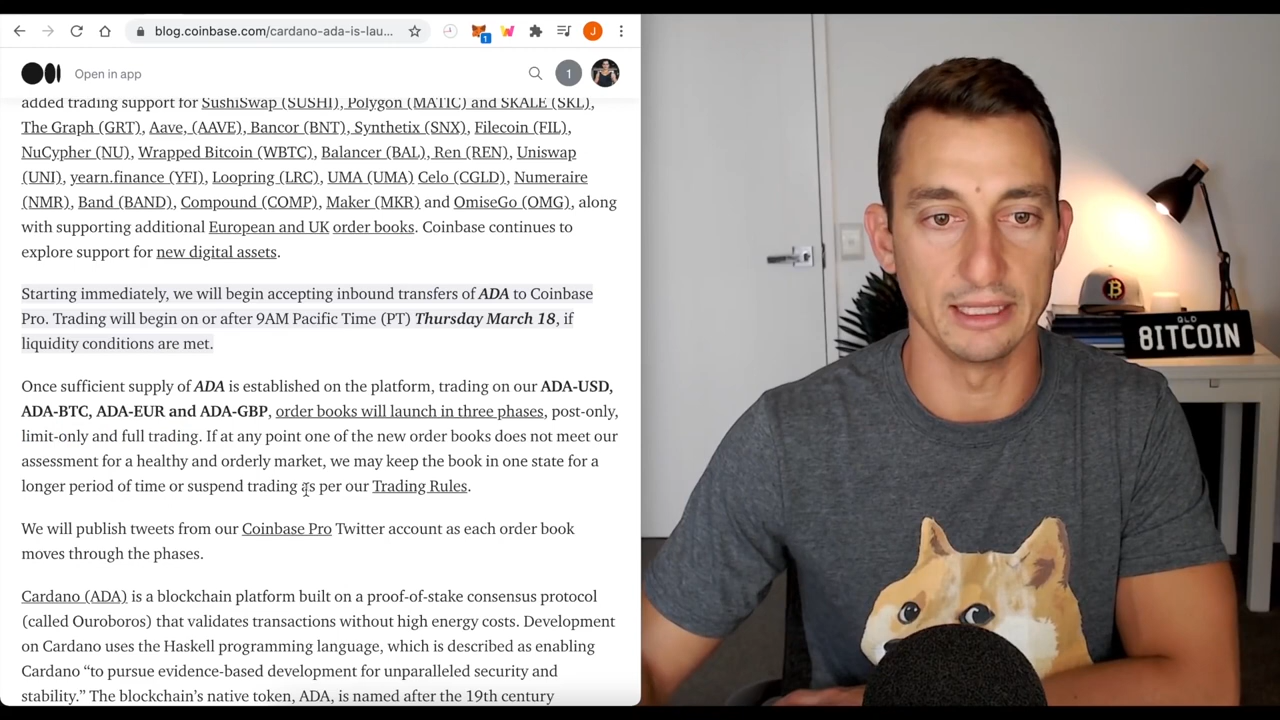 blog.coinbase.com/cardano-ada-is-lau...
1
J
Open in app
1
added trading support for SushiSwap (SUSHI), Polygon (MATIC) and SKALE (SKL),
The Graph (GRT), Aave, (AAVE), Bancor (BNT), Synthetix (SNX), Filecoin (FIL),
NuCypher (NU), Wrapped Bitcoin (WBTC), Balancer (BAL), Ren (REN), Uniswap
(UNI), yearn.finance (YFI), Loopring (LRC), UMA (UMA) Celo (CGLD), Numeraire
(NMR), Band (BAND), Compound (COMP), Maker (MKR) and OmiseGo (OMG), along
with supporting additional European and UK order books. Coinbase continues to
explore support for new digital assets.
Starting immediately, we will begin accepting inbound transfers of ADA to Coinbase
Pro. Trading will begin on or after 9AM Pacific Time (PT) Thursday March 18, if
liquidity conditions are met.
Once sufficient supply of ADA is established on the platform, trading on our ADA-USD,
ADA-BTC, ADA-EUR and ADA-GBP, order books will launch in three phases, post-only,
limit-only and full trading. If at any point one of the new order books does not meet our
assessment for a healthy and orderly market, we may keep the book in one state for a
longer period of time or suspend trading as per our Trading Rules.
We will publish tweets from our Coinbase Pro Twitter account as each order book
moves through the phases.
Cardano (ADA) is a blockchain platform built on a proof-of-stake consensus protocol
(called Ouroboros) that validates transactions without high energy costs. Development
on Cardano uses the Haskell programming language, which is described as enabling
Cardano “to pursue evidence-based development for unparalleled security and
stability.” The blockchain’s native token, ADA, is named after the 19th century
QLD
8ITCOIN